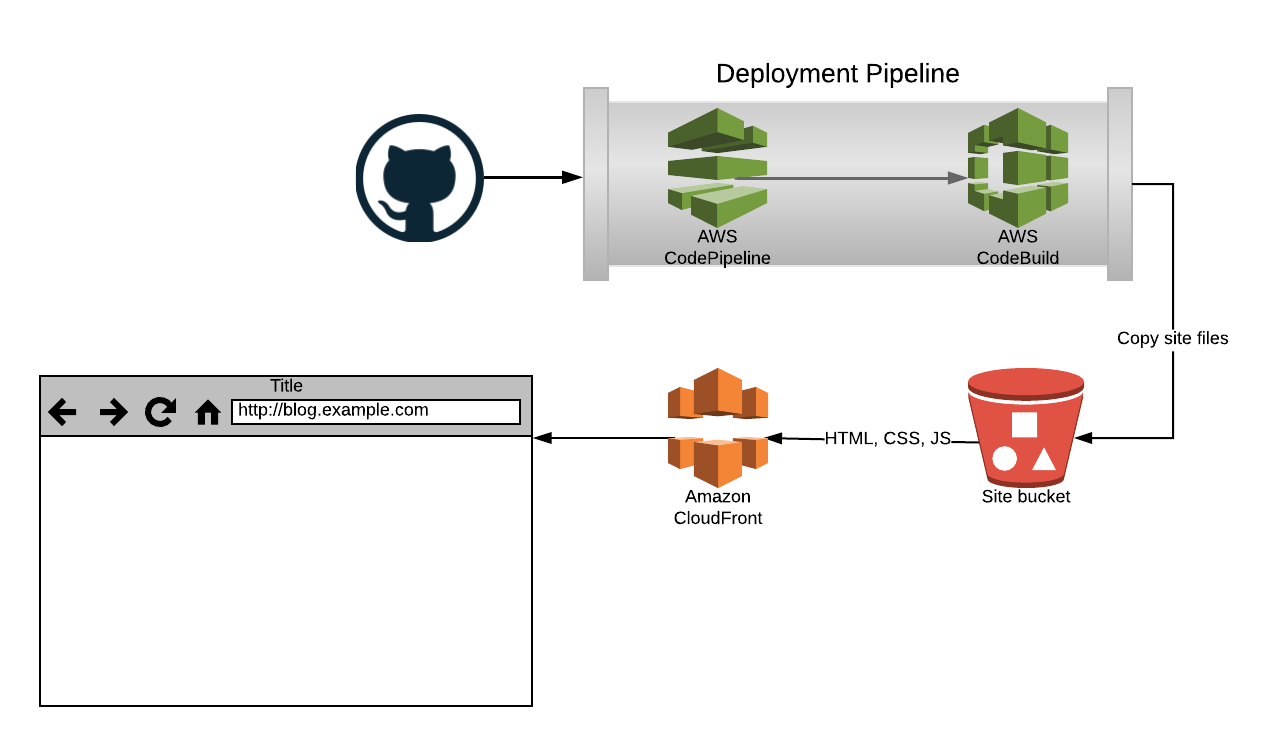 Deployment Pipeline
AWS
CodePipeline
AWS
CodeBuild
Copy site files
Title
http://blog.example.com
HTML, CSS, JS
Amazon
CloudFront
Site bucket